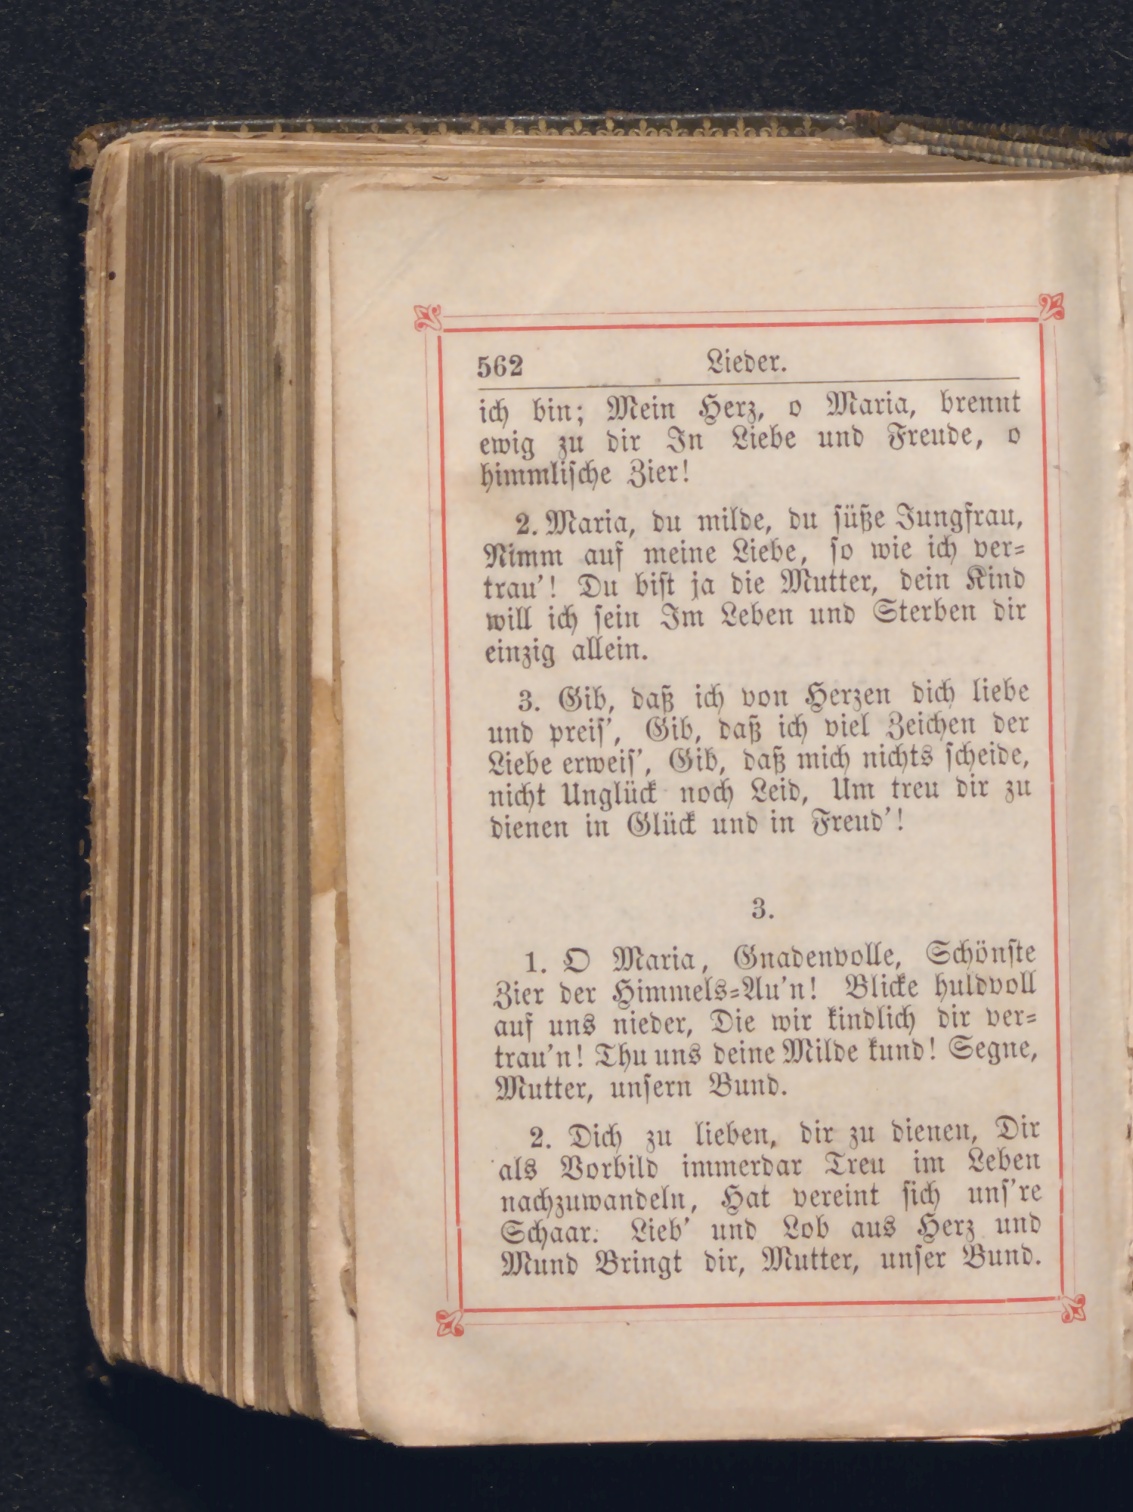 562 Lieder.
ich bin; Mein Herz, o Maria, brennt
ewig zu dir In Liebe und Freude, o
himmliſche Zier!
2. Maria, du milde, du ſüße Jungfrau,
Nimm auf meine Liebe, ſo wie ich ver-
trau’! Du biſt ja die Mutter, dein Kind
will ich ſein Im Leben und Sterben dir
einzig allein.
3. Gib, daß ich von Herzen dich liebe
und preiſ’, Gib, daß ich viel Zeichen der
Liebe erweiſ’, Gib, daß mich nichts ſcheide,
nicht Unglück noch Leid, Um treu dir zu
dienen in Glück und in Freud’!
3.
1. O Maria, Gnadenvolle, Schönſte
Zier der Himmels-Au’n! Blicke huldvoll
auf uns nieder, Die wir kindlich dir ver-
trau’n! Thu uns deine Milde kund! Segne,
Mutter, unſern Bund.
2. Dich zu lieben, dir zu dienen, Dir
als Vorbild immerdar Treu im Leben
nachzuwandeln, Hat vereint ſich unſ’re
Schaar. Lieb’ und Lob aus Herz und
Mund Bringt dir, Mutter, unſer Bund.